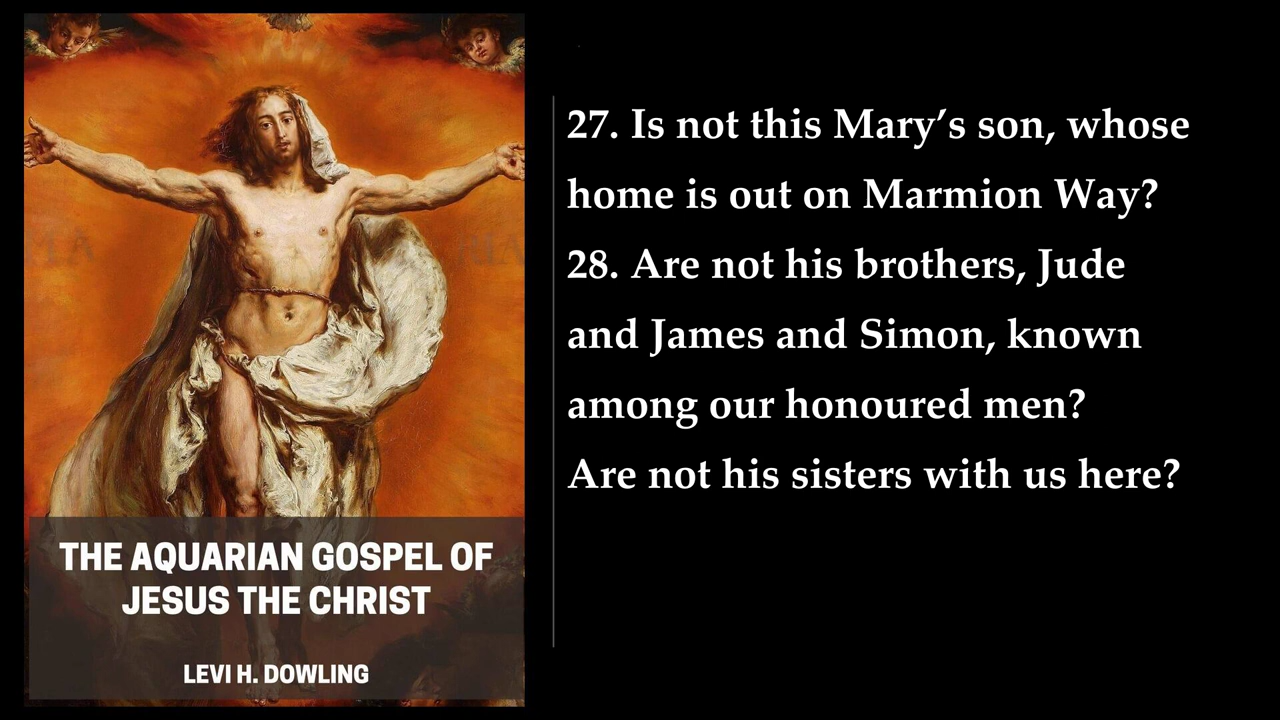 27. Is not this Mary’s son, whose
home is out on Marmion Way?
28. Are not his brothers, Jude
and James and Simon, known
among our honoured men?
Are not his sisters with us here?
THE AQUARIAN GOSPEL OF
JESUS THE CHRIST
LEVI H. DOWLING